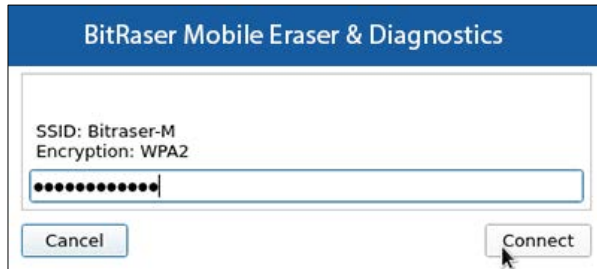 BitRaser Mobile Eraser & Diagnostics
SSID: Bitraser-M
Encryption: WPA2
●●●●●●●●●●●●
Cancel
Connect